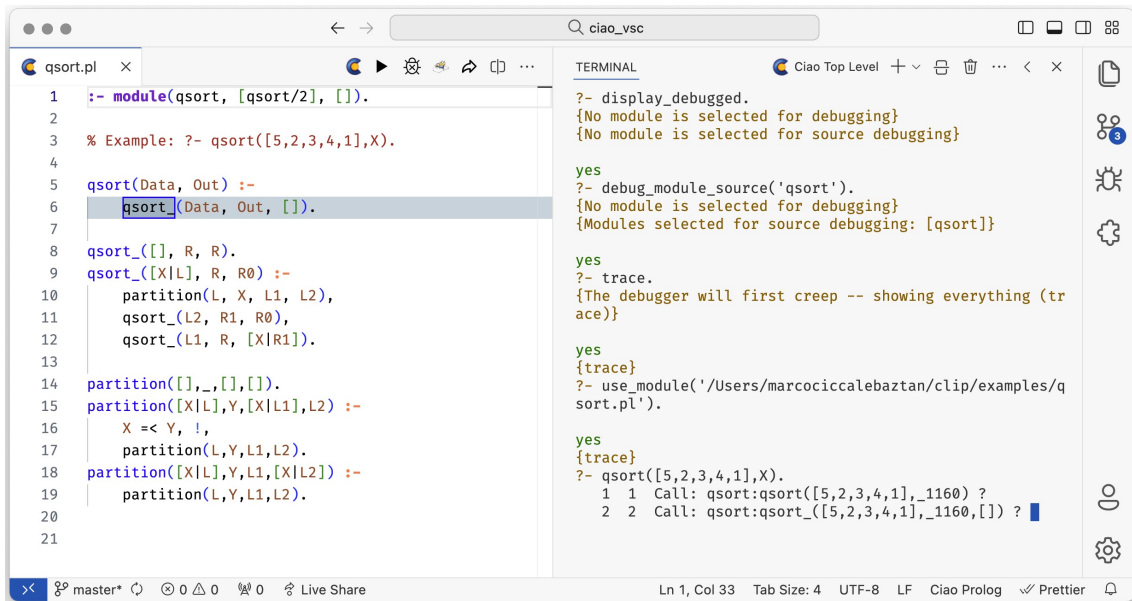 ciao_vsc
qsort.pl
1 :- module(qsort, [qsort/2], []).
2
3 % Example: ?- qsort([5,2,3,4,1],X).
4
5 qsort(Data, Out) :-
6     qsort_(Data, Out, []).
7
8 qsort_([], R, R).
9 qsort_([X|L], R, R0) :-
10     partition(L, X, L1, L2),
11     qsort_(L2, R1, R0),
12     qsort_(L1, R, [X|R1]).
13
14 partition([],_,[],[]).
15 partition([X|L],Y,[X|L1],L2) :-
16     X =< Y, !,
17     partition(L,Y,L1,L2).
18 partition([X|L],Y,L1,[X|L2]) :-
19     partition(L,Y,L1,L2).
20
21
TERMINAL Ciao Top Level
?- display_debugged.
{No module is selected for debugging}
{No module is selected for source debugging}
yes
?- debug_module_source('qsort').
{No module is selected for debugging}
{Modules selected for source debugging: [qsort]}
yes
?- trace.
{The debugger will first creep -- showing everything (tr
ace)}
yes
{trace}
?- use_module('/Users/marcociccalebaztan/clip/examples/q
sort.pl').
yes
{trace}
?- qsort([5,2,3,4,1],X).
   1  1  Call: qsort:qsort([5,2,3,4,1],_1160) ?
   2  2  Call: qsort:qsort_([5,2,3,4,1],_1160,[]) ?
3
master* 0 0 0 Live Share Ln 1, Col 33 Tab Size: 4 UTF-8 LF Ciao Prolog Prettier